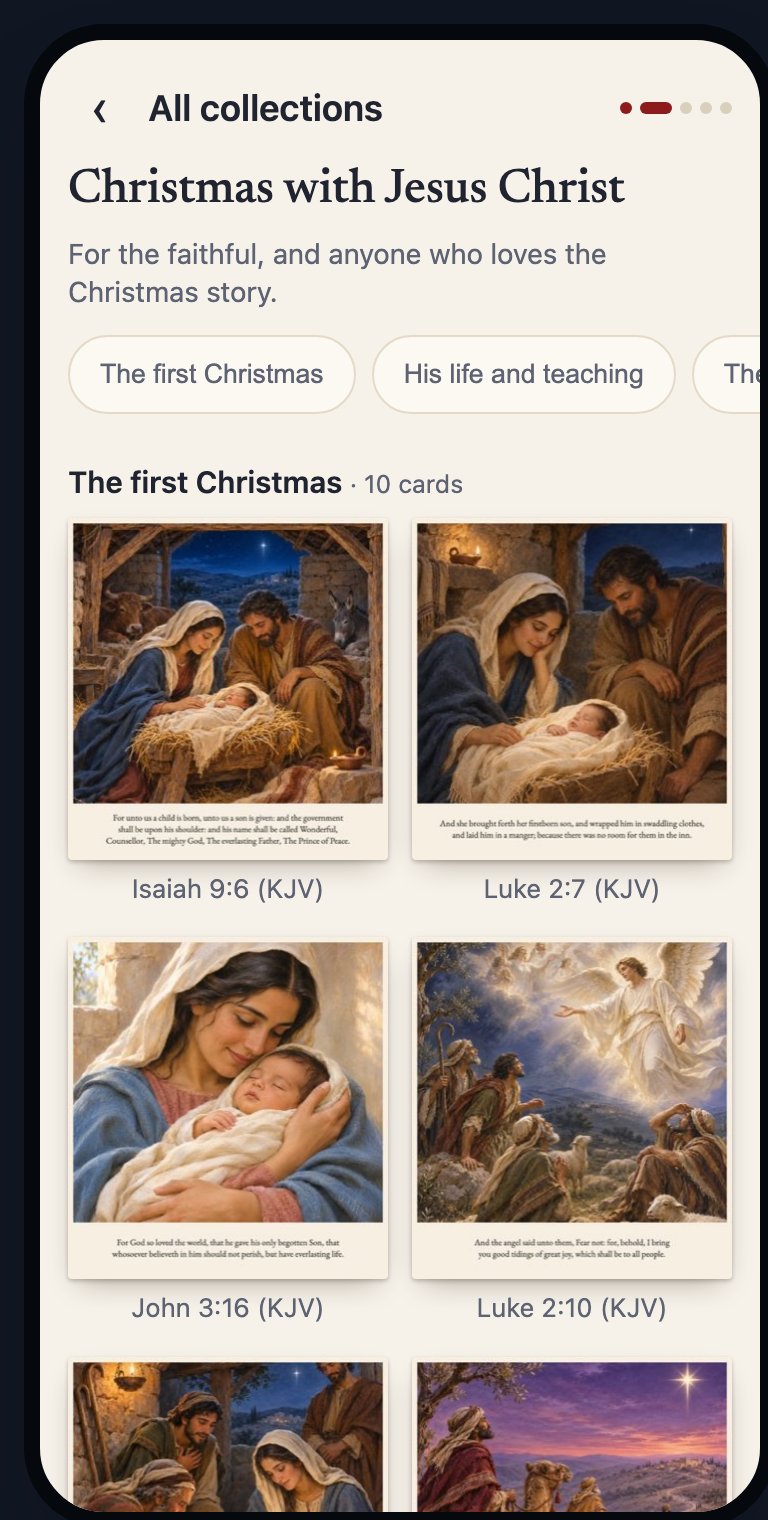 ‹ All collections
Christmas with Jesus Christ
For the faithful, and anyone who loves the
Christmas story.
The first Christmas
His life and teaching
The
The first Christmas · 10 cards
For unto us a child is born, unto us a son is given: and the government
shall be upon his shoulder: and his name shall be called Wonderful,
Counsellor, The mighty God, The everlasting Father, The Prince of Peace.
Isaiah 9:6 (KJV)
And she brought forth her firstborn son, and wrapped him in swaddling clothes,
and laid him in a manger; because there was no room for them in the inn.
Luke 2:7 (KJV)
For God so loved the world, that he gave his only begotten Son, that
whosoever believeth in him should not perish, but have everlasting life.
John 3:16 (KJV)
And the angel said unto them, Fear not: for, behold, I bring
you good tidings of great joy, which shall be to all people.
Luke 2:10 (KJV)